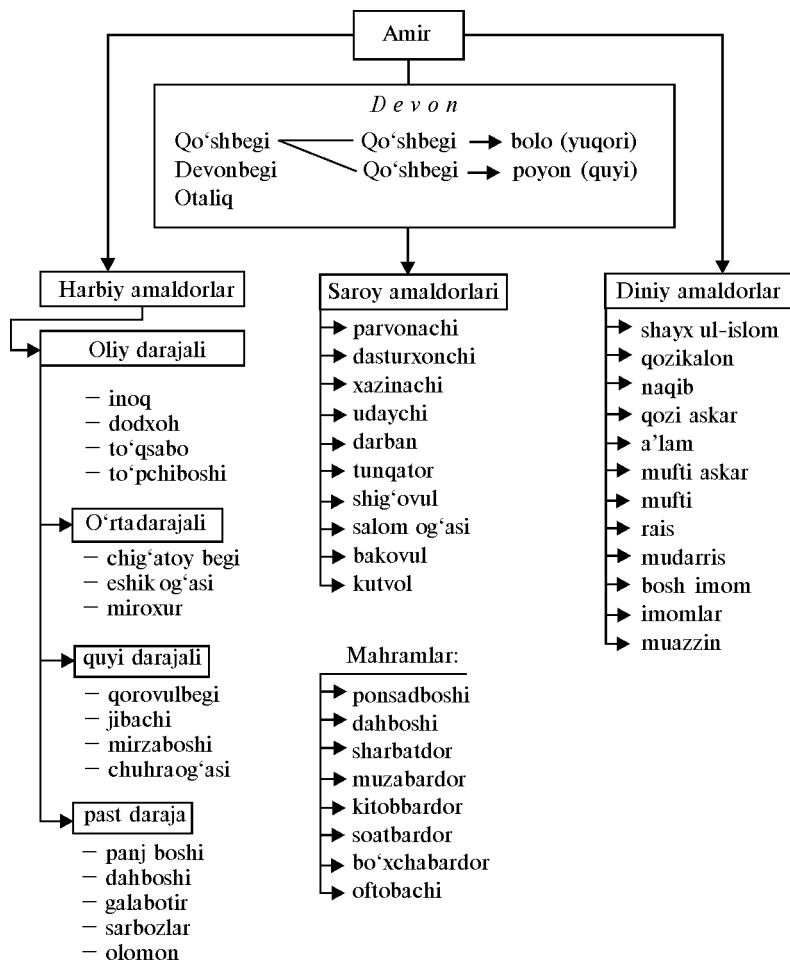 Amir
Devon
Qo‘shbegi Qo‘shbegi bolo (yuqori)
Devonbegi Qo‘shbegi poyon (quyi)
Otaliq
Harbiy amaldorlar
Oliy darajali
– inoq
– dodxoh
– to‘qsabo
– to‘pchiboshi
O‘rta darajali
– chig‘atoy begi
– eshik og‘asi
– miroxur
quyi darajali
– qorovulbegi
– jibachi
– mirzaboshi
– chuhraog‘asi
past daraja
– panj boshi
– dahboshi
– galabotir
– sarbozlar
– olomon
Saroy amaldorlari
parvonachi
dasturxonchi
xazinachi
udaychi
darban
tunqator
shig‘ovul
salom og‘asi
bakovul
kutvol
Mahramlar:
ponsadboshi
dahboshi
sharbatdor
muzabardor
kitobbardor
soatbardor
bo‘xchabardor
oftobachi
Diniy amaldorlar
shayx ul-islom
qozikalon
naqib
qozi askar
a’lam
mufti askar
mufti
rais
mudarris
bosh imom
imomlar
muazzin